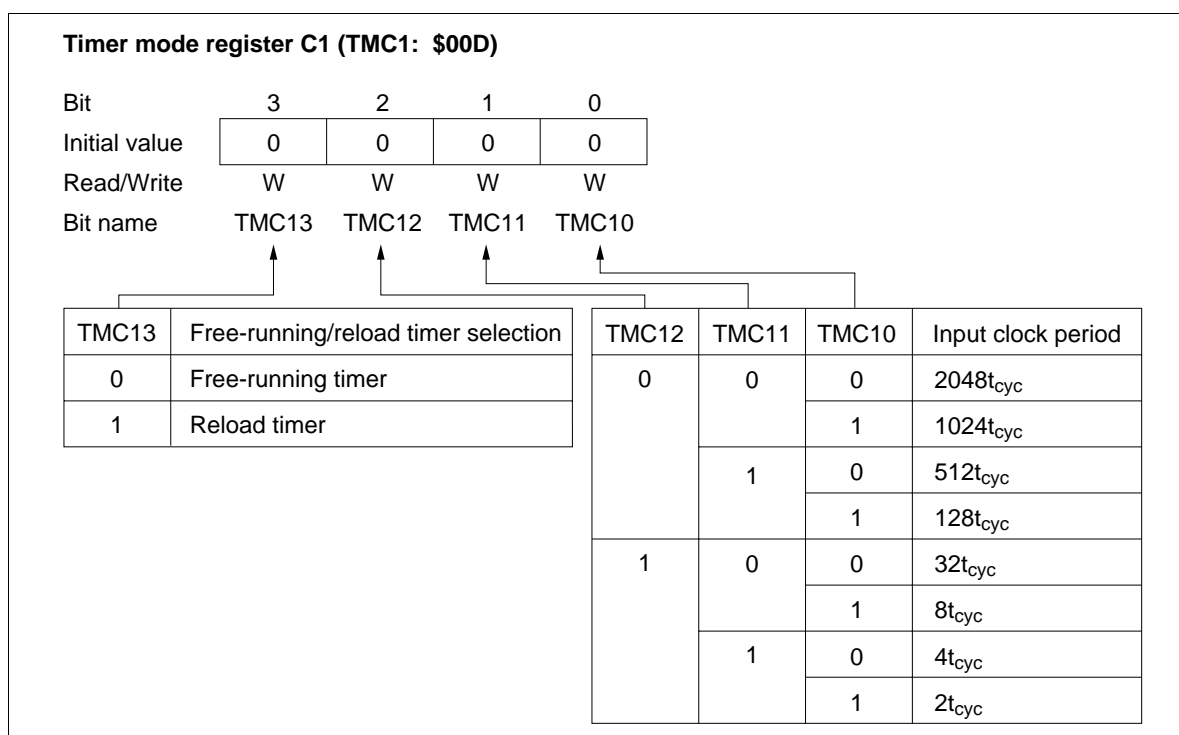 Timer mode register C1 (TMC1: $00D)
Bit 3 2 1 0
Initial value 0 0 0 0
Read/Write W W W W
Bit name TMC13 TMC12 TMC11 TMC10
TMC13 Free-running/reload timer selection
0 Free-running timer
1 Reload timer
TMC12 TMC11 TMC10 Input clock period
0 0 0 2048tcyc
1 1024tcyc
1 0 512tcyc
1 128tcyc
1 0 0 32tcyc
1 8tcyc
1 0 4tcyc
1 2tcyc